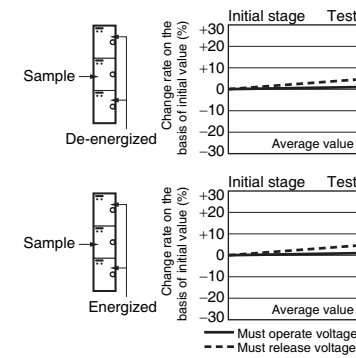 Initial stage Test
Change rate on the
basis of initial value (%)
+30
+20
+10
0
−10
−20
−30
Sample
De-energized
Average value
Initial stage Test
Change rate on the
basis of initial value (%)
+30
+20
+10
0
−10
−20
−30
Sample
Energized
Average value
Must operate voltage
Must release voltage